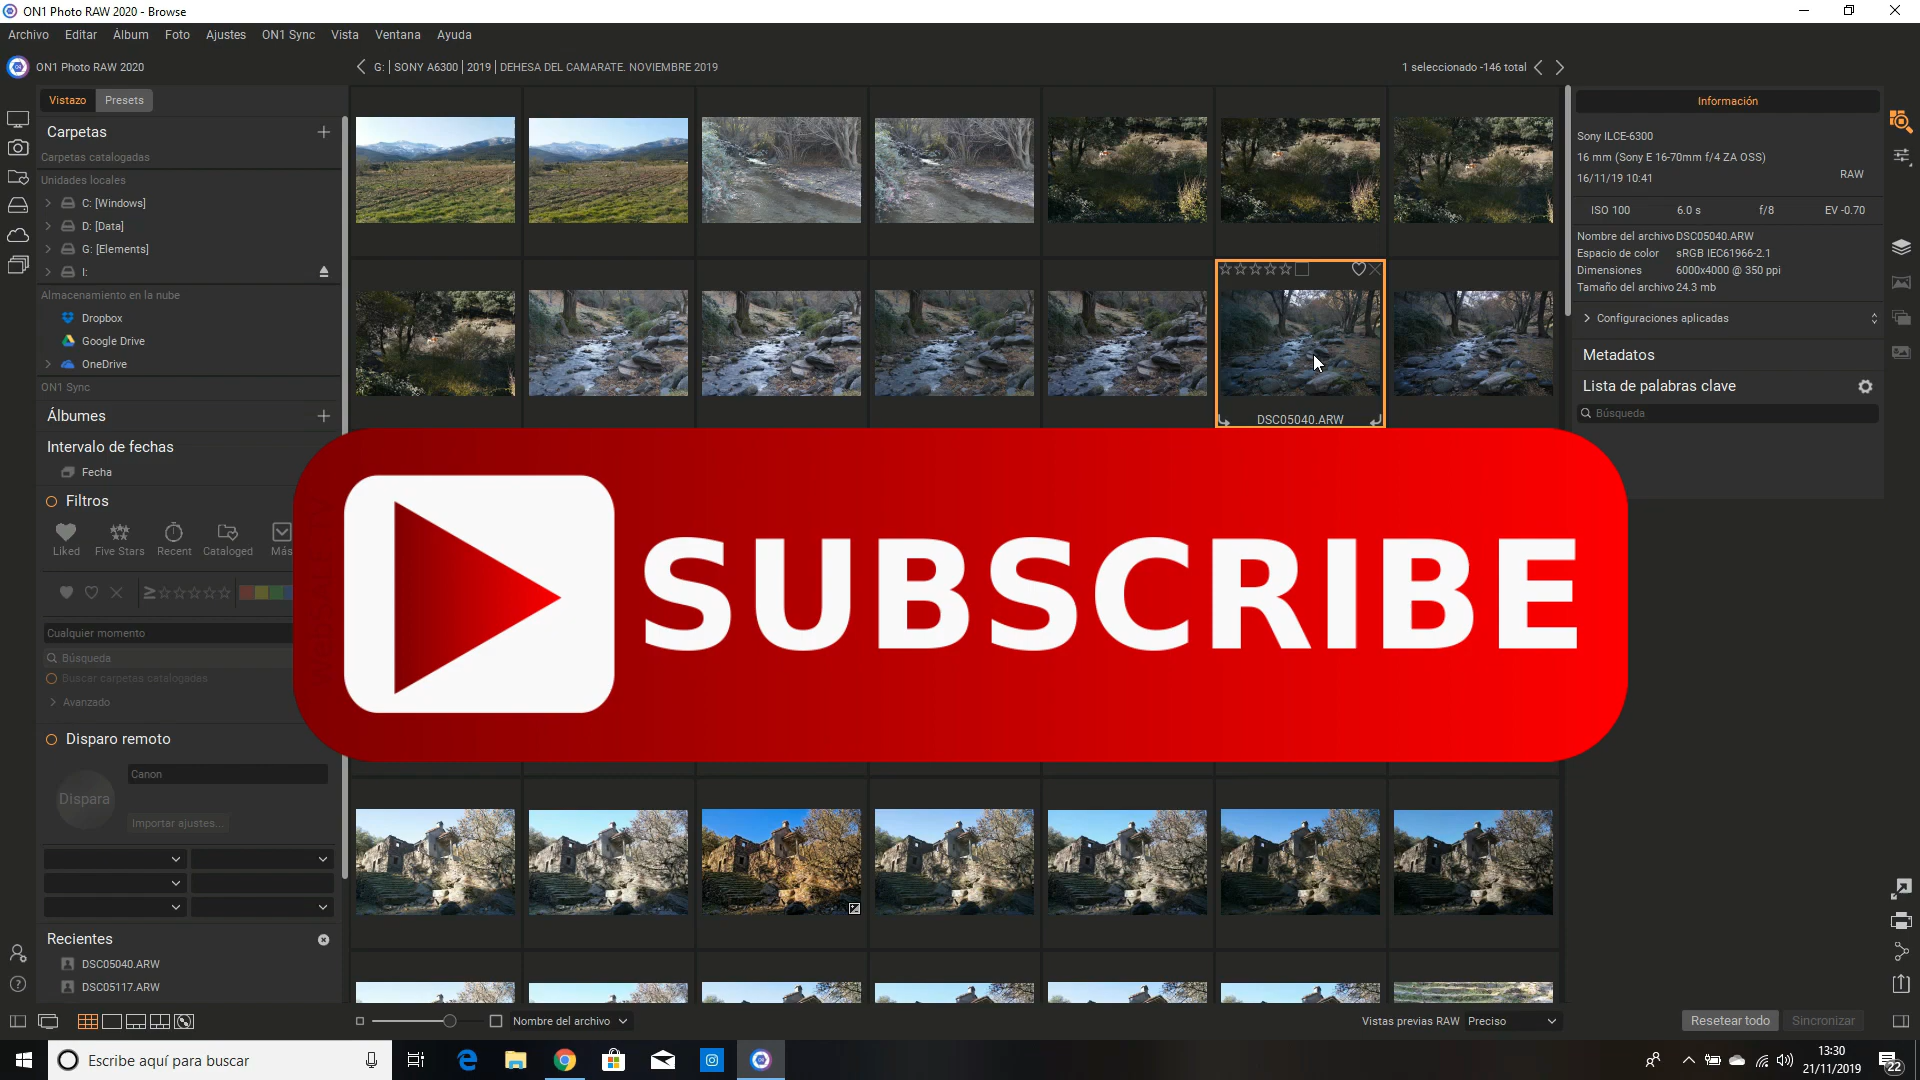 ON1 Photo RAW 2020 - Browse
Archivo Editar Álbum Foto Ajustes ON1 Sync Vista Ventana Ayuda
ON1 Photo RAW 2020
G: SONY A6300 2019 DEHESA DEL CAMARATE. NOVIEMBRE 2019
1 seleccionado -146 total
Vistazo Presets
Carpetas
Carpetas catalogadas
Unidades locales
C: [Windows]
D: [Data]
G: [Elements]
I:
Almacenamiento en la nube
Dropbox
Google Drive
OneDrive
ON1 Sync
Álbumes
Intervalo de fechas
Fecha
Filtros
Liked Five Stars Recent Cataloged Más
Cualquier momento
Búsqueda
Buscar carpetas catalogadas
Avanzado
Disparo remoto
Canon
Dispara
Importar ajustes...
Recientes
DSC05040.ARW
DSC05117.ARW
DSC05040.ARW
SUBSCRIBE
Información
Sony ILCE-6300
16 mm (Sony E 16-70mm f/4 ZA OSS)
16/11/19 10:41
RAW
ISO 100 6.0 s f/8 EV -0.70
Nombre del archivo DSC05040.ARW
Espacio de color sRGB IEC61966-2.1
Dimensiones 6000x4000 @ 350 ppi
Tamaño del archivo 24.3 mb
Configuraciones aplicadas
Metadatos
Lista de palabras clave
Búsqueda
Nombre del archivo
Vistas previas RAW Preciso
Resetear todo Sincronizar
Escribe aquí para buscar
13:30
21/11/2019
22